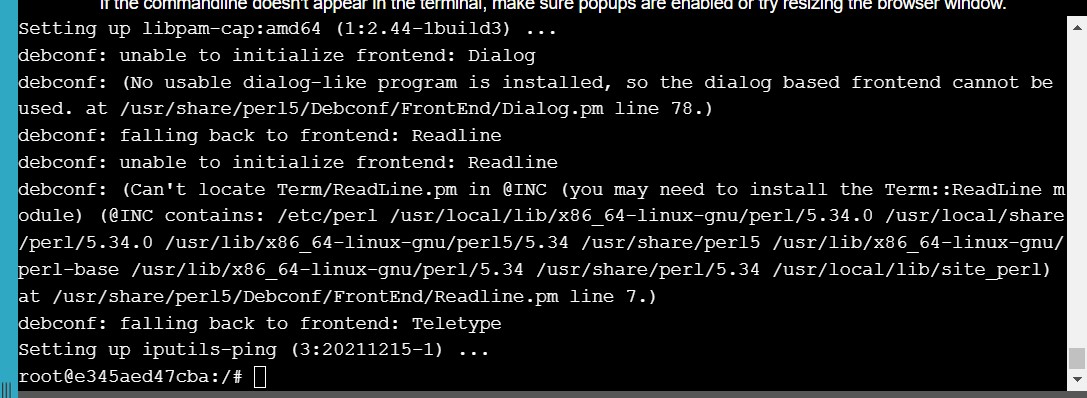 If the commandline doesn't appear in the terminal, make sure popups are enabled or try resizing the browser window.
Setting up libpam-cap:amd64 (1:2.44-1build3) ...
debconf: unable to initialize frontend: Dialog
debconf: (No usable dialog-like program is installed, so the dialog based frontend cannot be
used. at /usr/share/perl5/Debconf/FrontEnd/Dialog.pm line 78.)
debconf: falling back to frontend: Readline
debconf: unable to initialize frontend: Readline
debconf: (Can't locate Term/ReadLine.pm in @INC (you may need to install the Term::ReadLine m
odule) (@INC contains: /etc/perl /usr/local/lib/x86_64-linux-gnu/perl/5.34.0 /usr/local/share
/perl/5.34.0 /usr/lib/x86_64-linux-gnu/perl5/5.34 /usr/share/perl5 /usr/lib/x86_64-linux-gnu/
perl-base /usr/lib/x86_64-linux-gnu/perl/5.34 /usr/share/perl/5.34 /usr/local/lib/site_perl)
at /usr/share/perl5/Debconf/FrontEnd/Readline.pm line 7.)
debconf: falling back to frontend: Teletype
Setting up iputils-ping (3:20211215-1) ...
root@e345aed47cba:/#